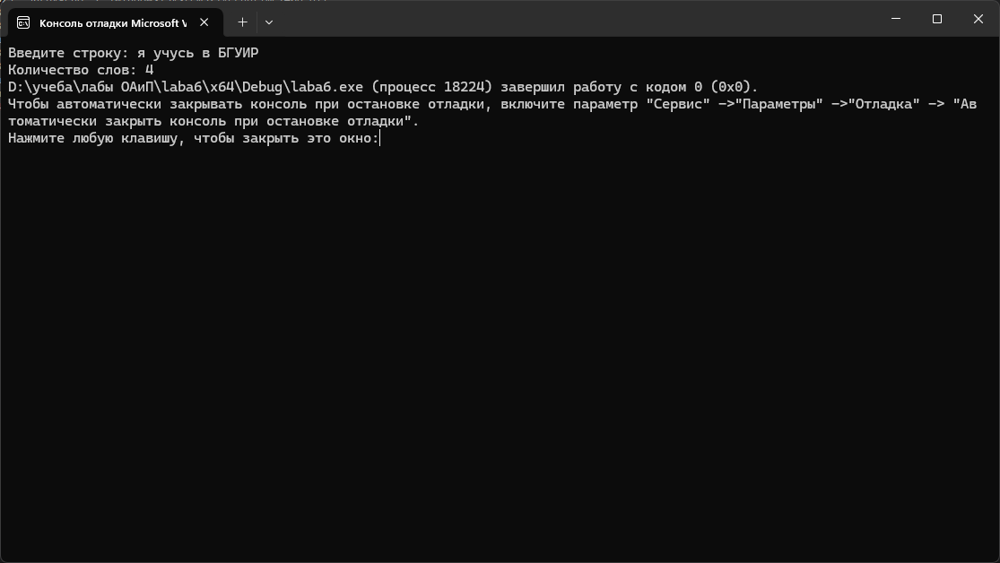 Консоль отладки Microsoft V
Введите строку: я учусь в БГУИР
Количество слов: 4
D:\учеба\лабы ОАиП\laba6\x64\Debug\laba6.exe (процесс 18224) завершил работу с кодом 0 (0x0).
Чтобы автоматически закрывать консоль при остановке отладки, включите параметр "Сервис" ->"Параметры" ->"Отладка" -> "Ав
томатически закрыть консоль при остановке отладки".
Нажмите любую клавишу, чтобы закрыть это окно: